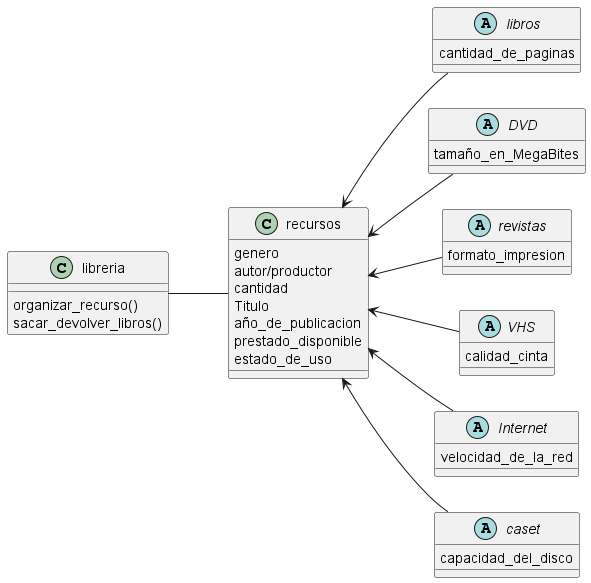 A libros
cantidad_de_paginas
A DVD
tamaño_en_MegaBites
A revistas
formato_impresion
A VHS
calidad_cinta
A Internet
velocidad_de_la_red
A caset
capacidad_del_disco
C recursos
genero
autor/productor
cantidad
Titulo
año_de_publicacion
prestado_disponible
estado_de_uso
C libreria
organizar_recurso()
sacar_devolver_libros()